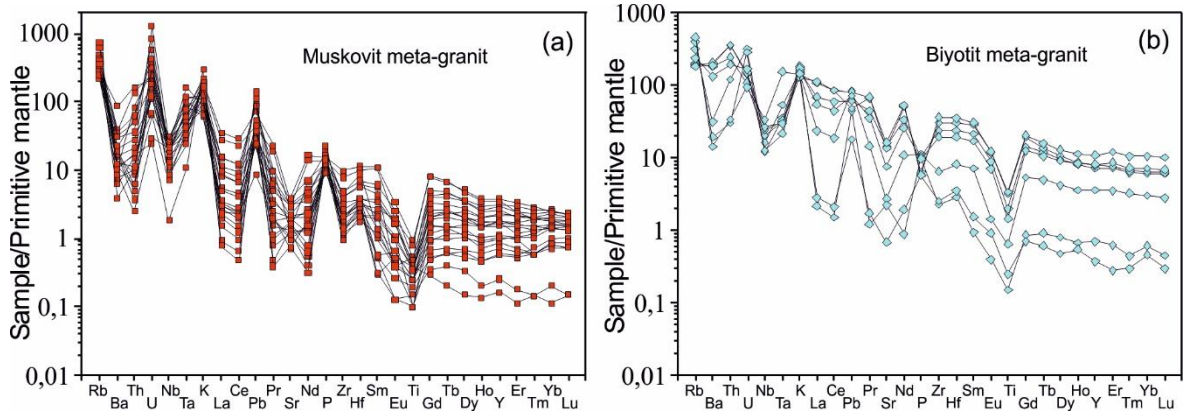 1000
100
10
1
0,1
0,01
Sample/Primitive mantle
Muskovit meta-granit
(a)
Rb Th Nb K Ce Pr Nd Zr Sm Ti Tb Ho Er Yb
Ba U Ta La Pb Sr P Hf Eu Gd Dy Y Tm Lu
1000
100
10
1
0,1
0,01
Sample/Primitive mantle
Biyotit meta-granit
(b)
Rb Th Nb K Ce Pr Nd Zr Sm Ti Tb Ho Er Yb
Ba U Ta La Pb Sr P Hf Eu Gd Dy Y Tm Lu